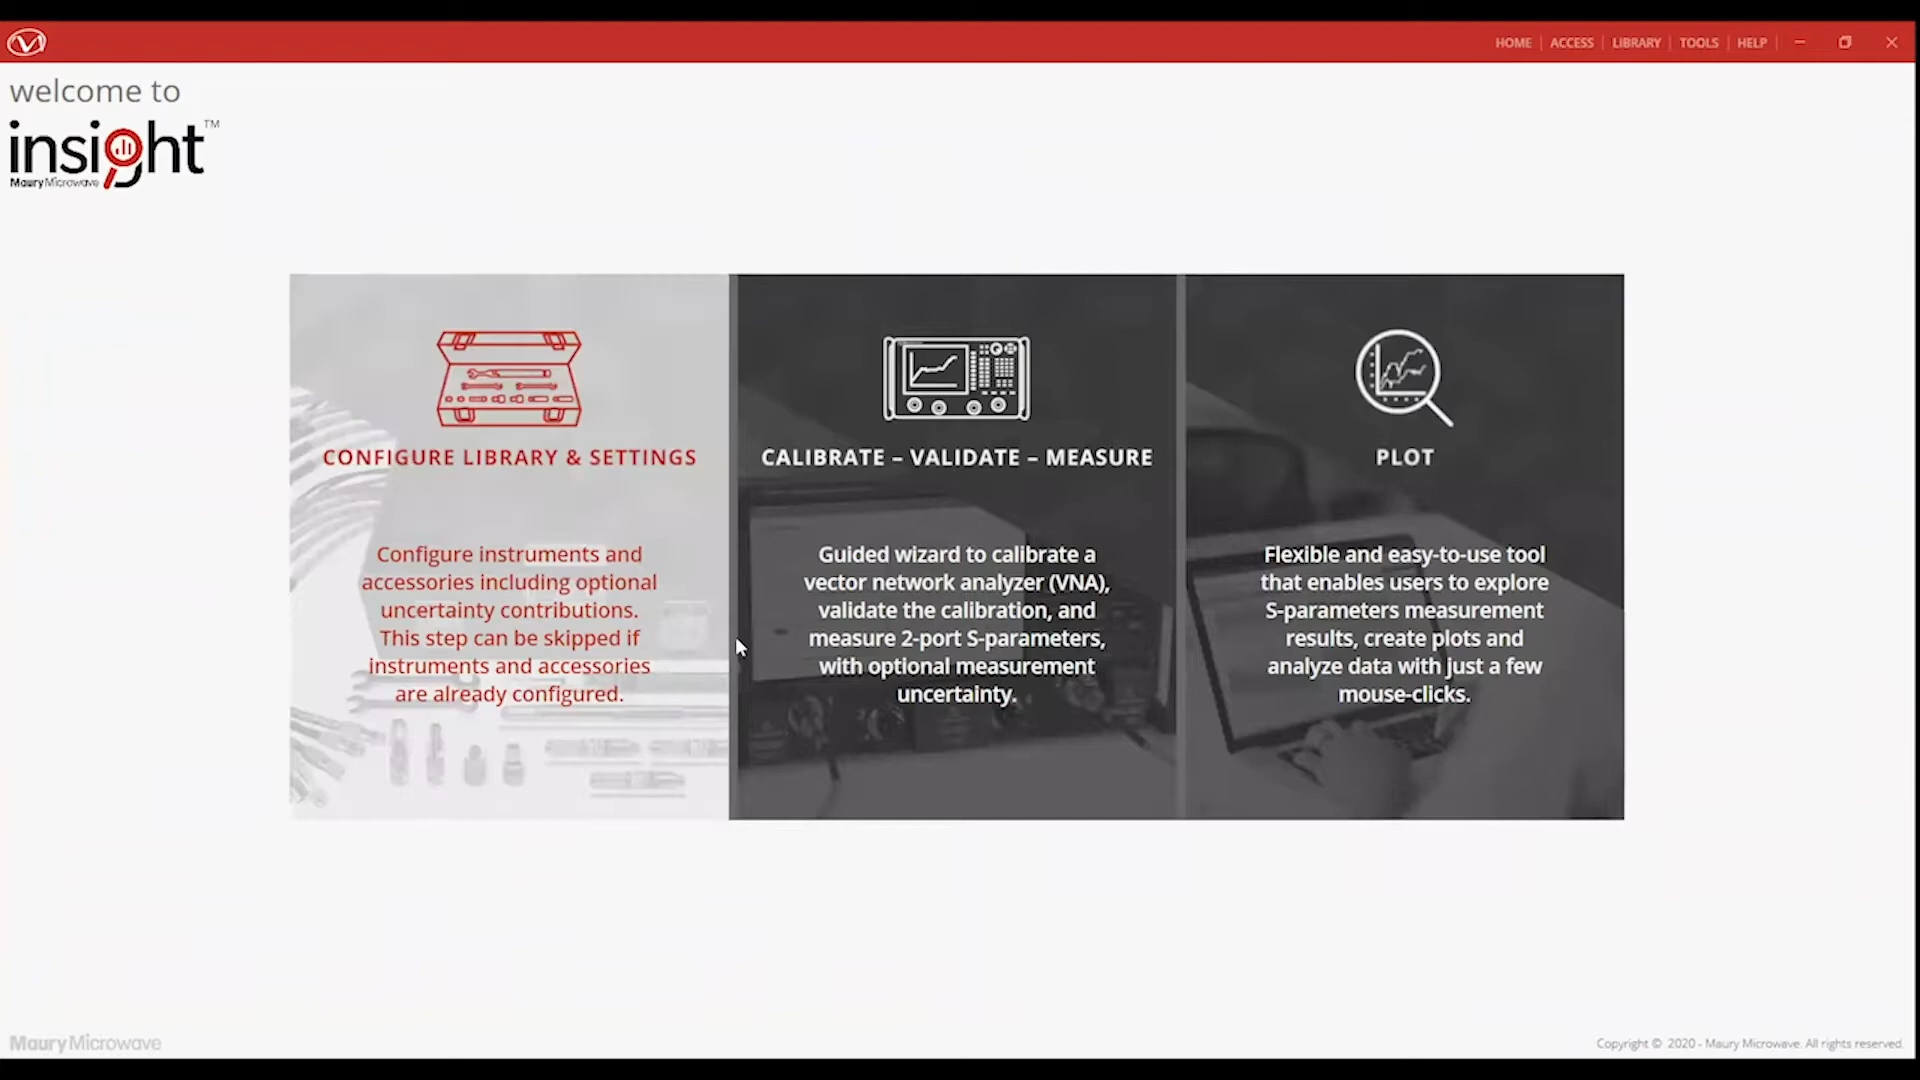 HOME | ACCESS | LIBRARY | TOOLS | HELP
welcome to
insight™
Maury Microwave
CONFIGURE LIBRARY & SETTINGS
Configure instruments and
accessories including optional
uncertainty contributions.
This step can be skipped if
instruments and accessories
are already configured.
CALIBRATE – VALIDATE – MEASURE
Guided wizard to calibrate a
vector network analyzer (VNA),
validate the calibration, and
measure 2-port S-parameters,
with optional measurement
uncertainty.
PLOT
Flexible and easy-to-use tool
that enables users to explore
S-parameters measurement
results, create plots and
analyze data with just a few
mouse-clicks.
Maury Microwave
Copyright © 2020 - Maury Microwave. All rights reserved.